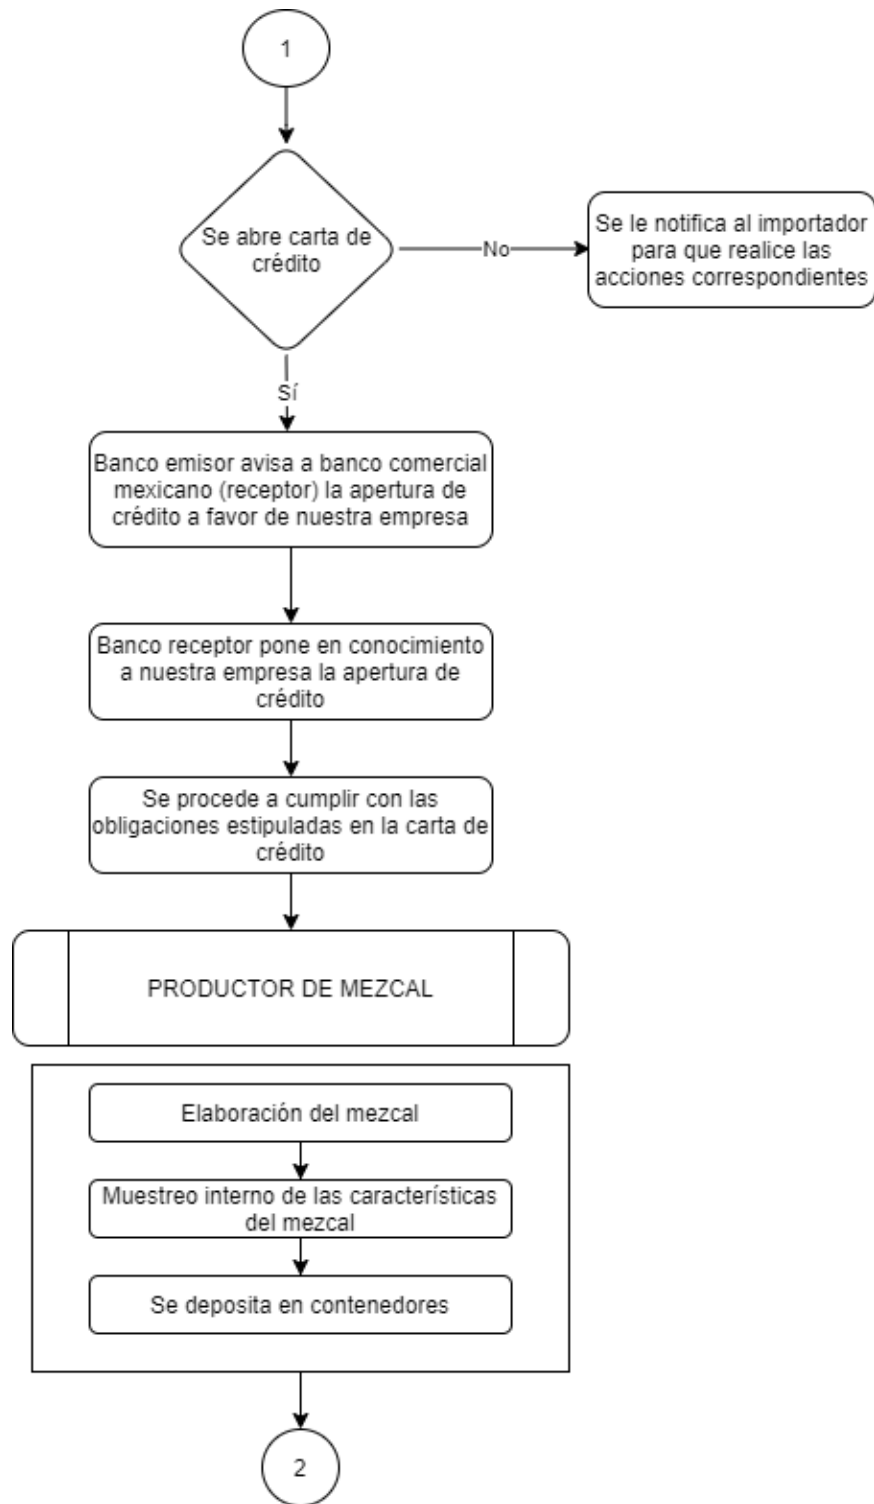 1
Se abre carta de
crédito
No
Se le notifica al importador
para que realice las
acciones correspondientes
Sí
Banco emisor avisa a banco comercial
mexicano (receptor) la apertura de
crédito a favor de nuestra empresa
Banco receptor pone en conocimiento
a nuestra empresa la apertura de
crédito
Se procede a cumplir con las
obligaciones estipuladas en la carta de
crédito
PRODUCTOR DE MEZCAL
Elaboración del mezcal
Muestreo interno de las característícas
del mezcal
Se deposita en contenedores
2